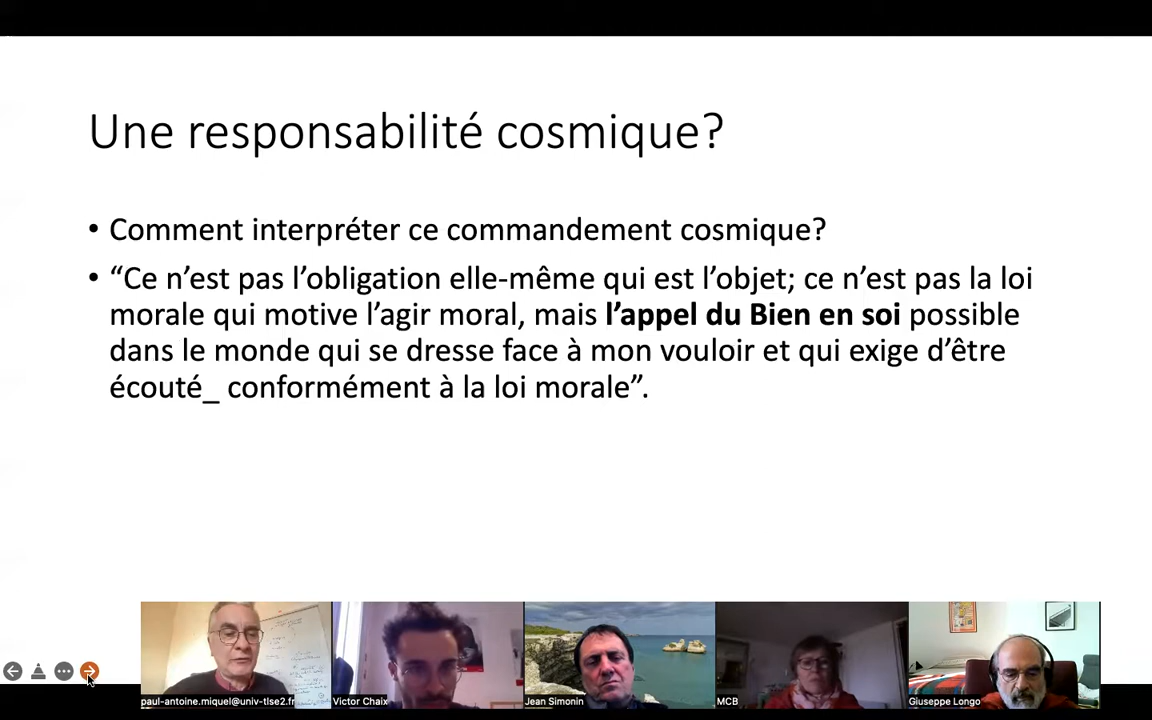 Une responsabilité cosmique?
• Comment interpréter ce commandement cosmique?
• “Ce n’est pas l’obligation elle-même qui est l’objet; ce n’est pas la loi
morale qui motive l’agir moral, mais l’appel du Bien en soi possible
dans le monde qui se dresse face à mon vouloir et qui exige d’être
écouté_ conformément à la loi morale”.
paul-antoine.miquel@univ-tlse2.fr
Victor Chaix
Jean Simonin
MCB
Giuseppe Longo